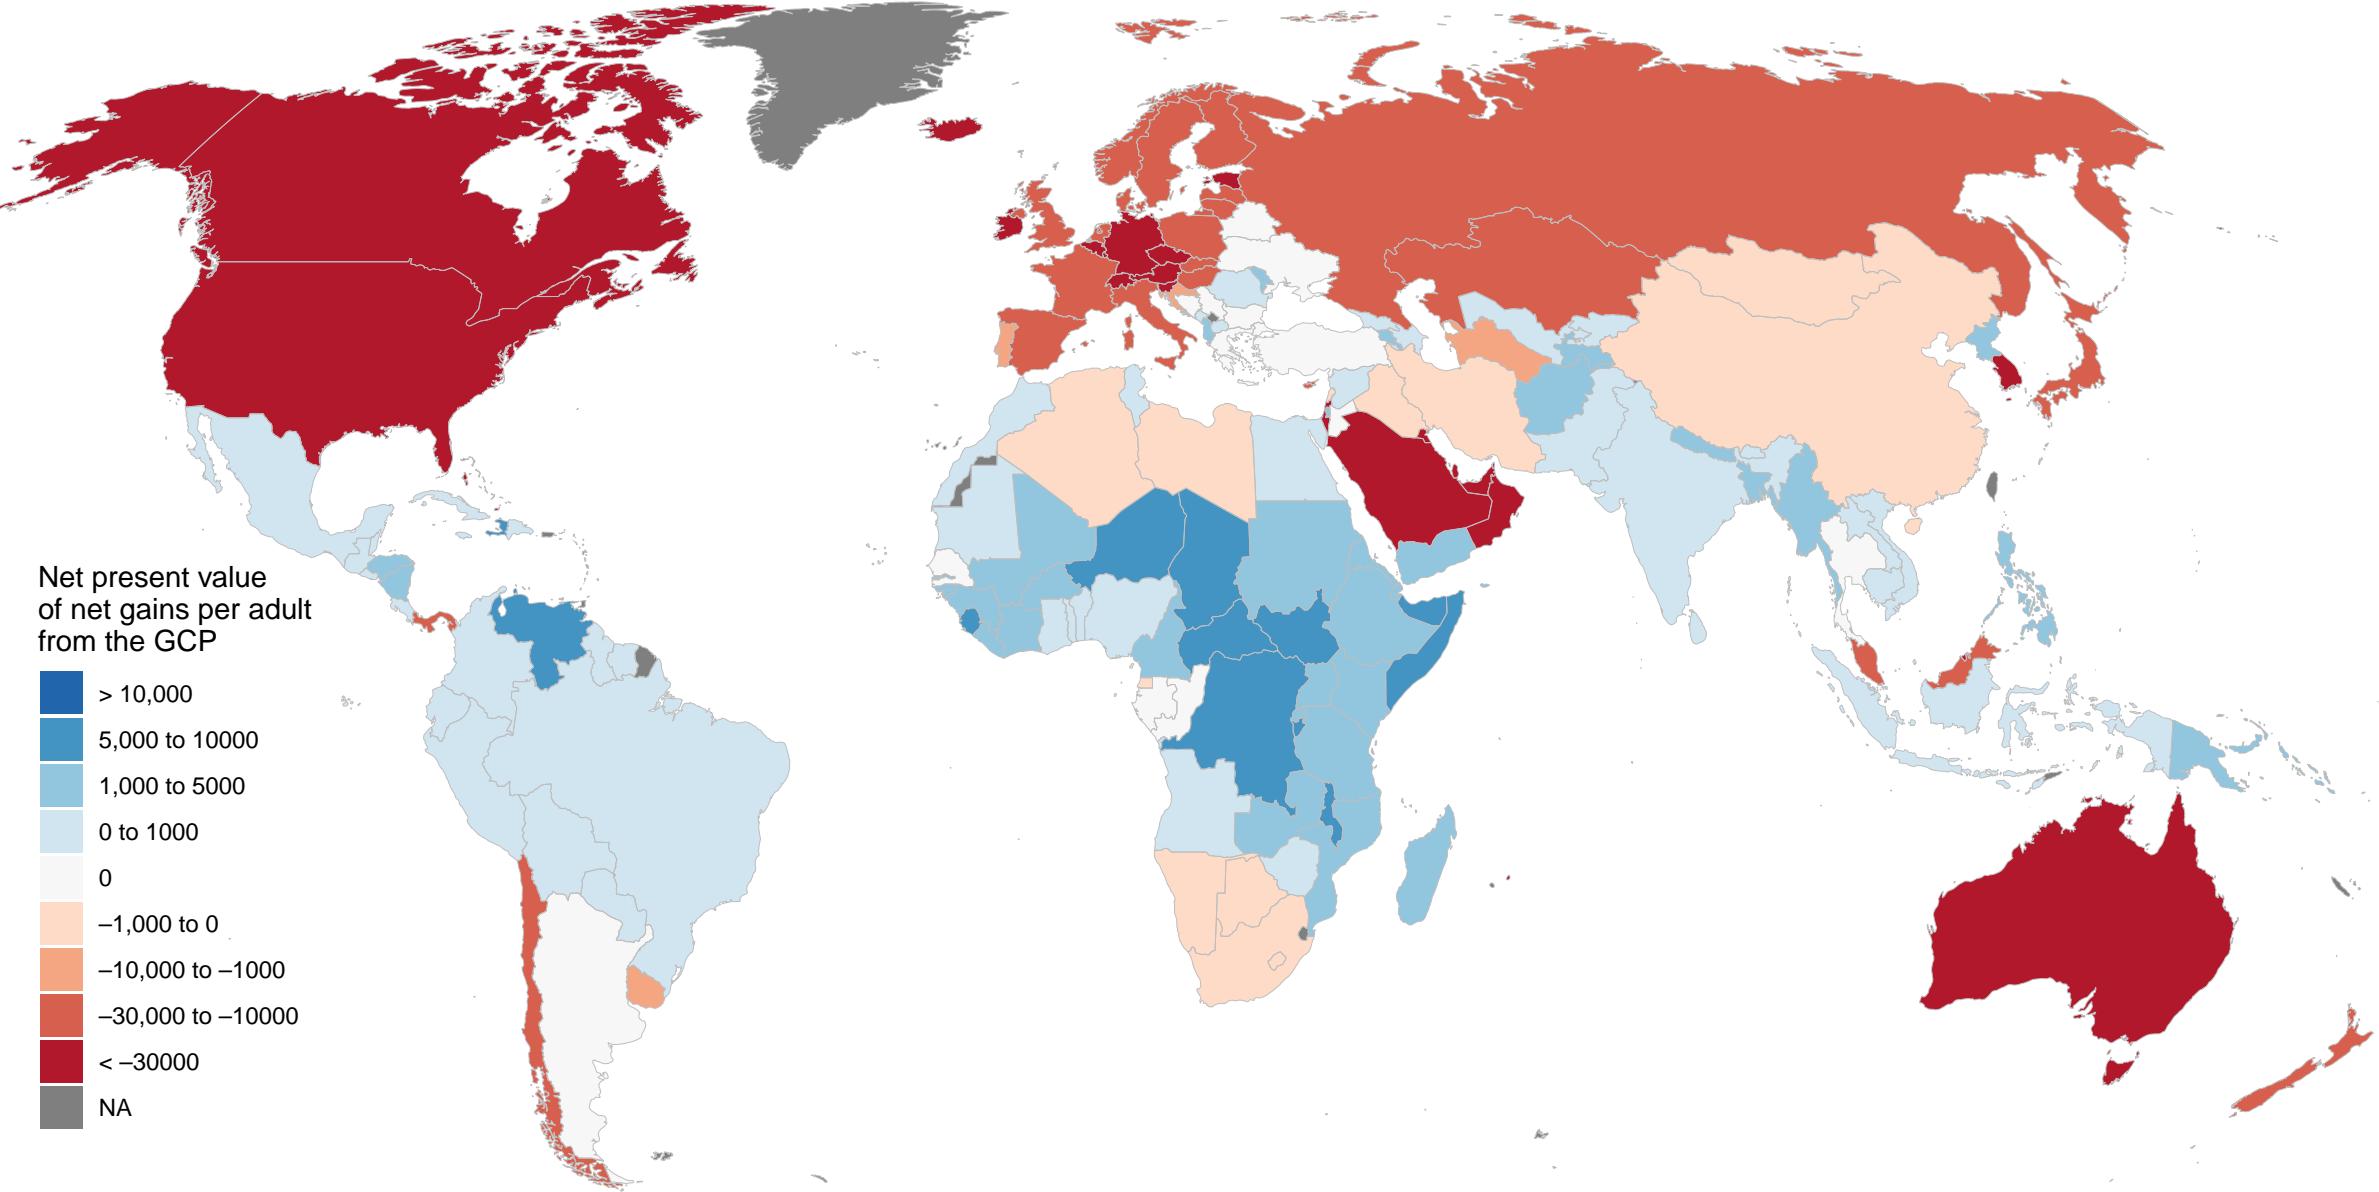 Net present value
of net gains per adult
from the GCP
> 10,000
5,000 to 10000
1,000 to 5000
0 to 1000
0
–1,000 to 0
–10,000 to –1000
–30,000 to –10000
< –30000
NA